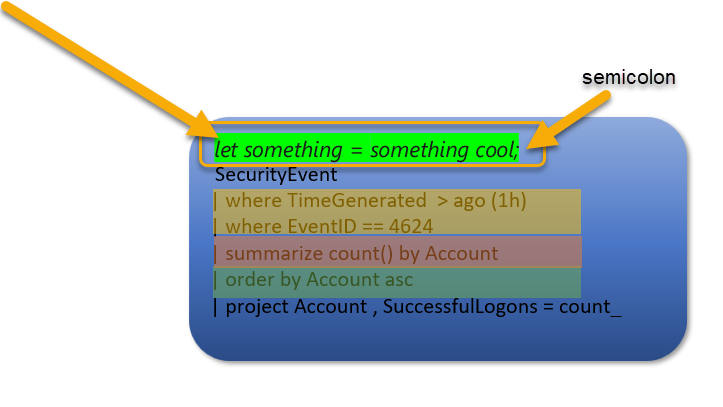 semicolon
let something = something cool;
SecurityEvent
| where TimeGenerated  > ago (1h)
| where EventID == 4624
| summarize count() by Account
| order by Account asc
| project Account , SuccessfulLogons = count_